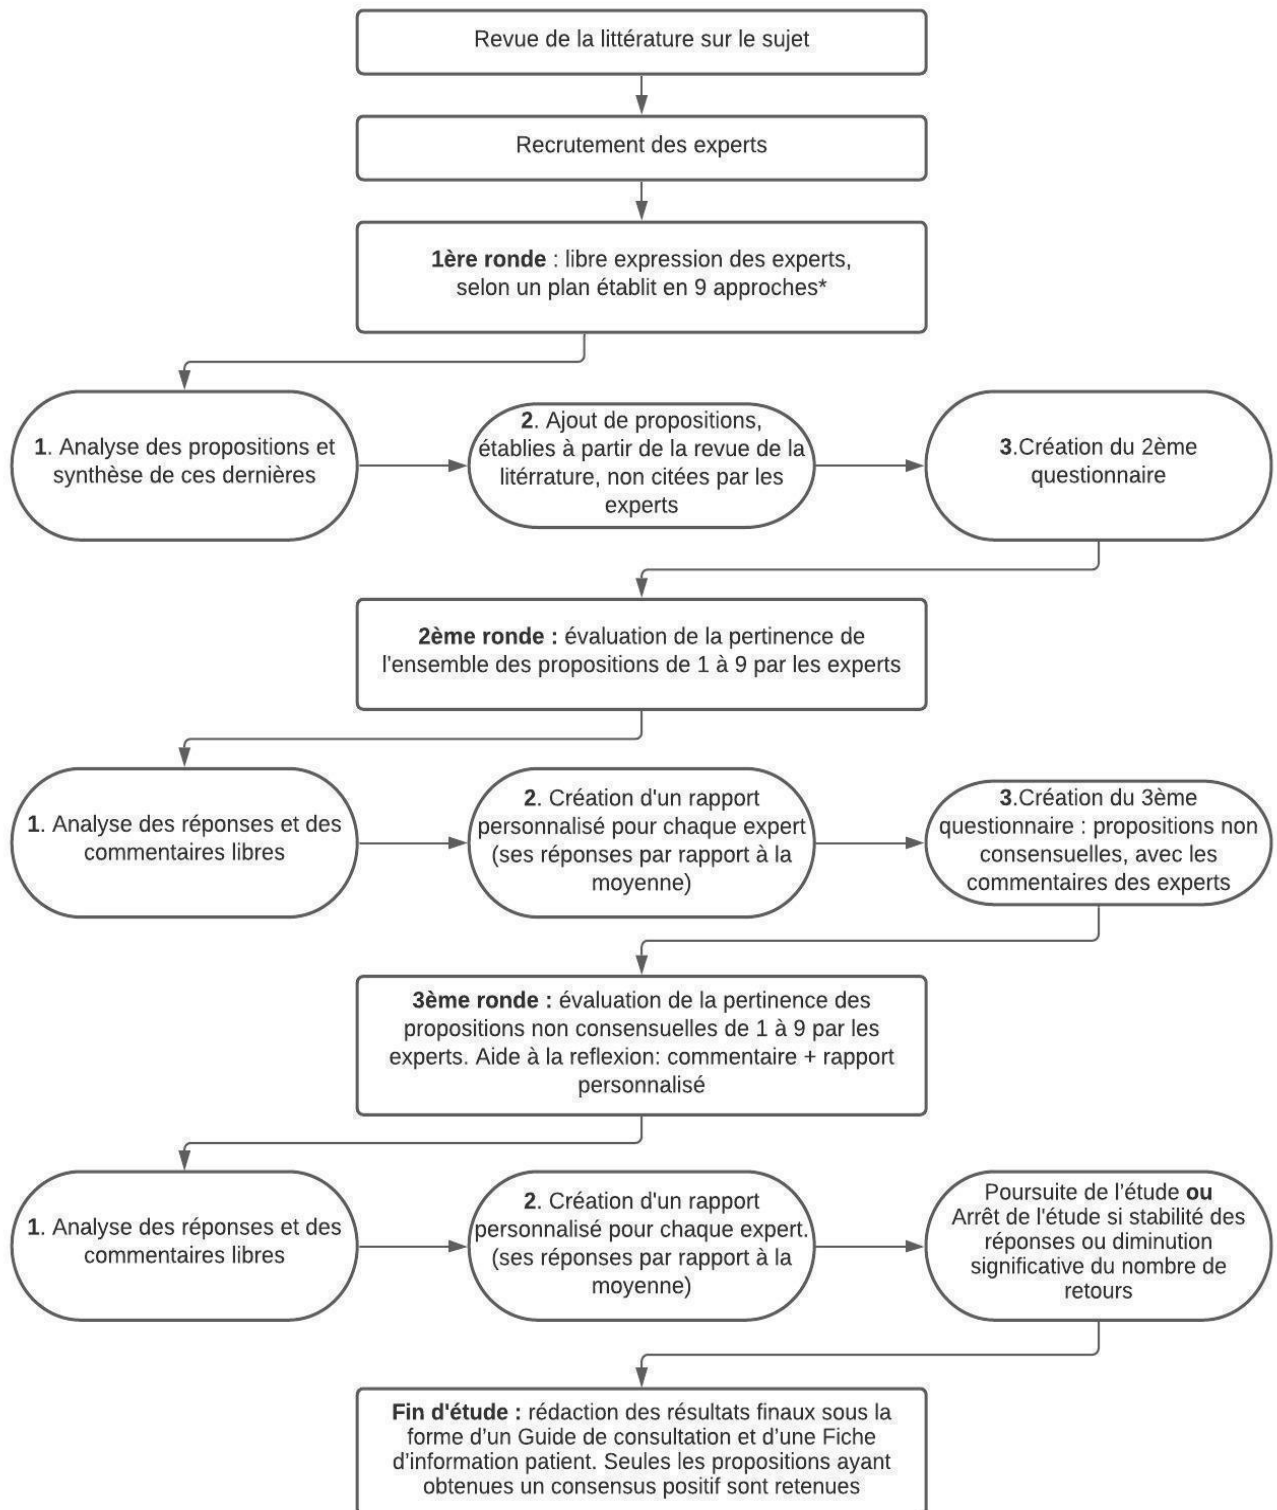 Revue de la littérature sur le sujet
Recrutement des experts
1ère ronde : libre expression des experts,
selon un plan établit en 9 approches*
1. Analyse des propositions et
synthèse de ces dernières
2. Ajout de propositions,
établies à partir de la revue de la
litérrature, non citées par les
experts
3.Création du 2ème
questionnaire
2ème ronde : évaluation de la pertinence de
l'ensemble des propositions de 1 à 9 par les experts
1. Analyse des réponses et des
commentaires libres
2. Création d'un rapport
personnalisé pour chaque expert
(ses réponses par rapport à la
moyenne)
3.Création du 3ème
questionnaire : propositions non
consensuelles, avec les
commentaires des experts
3ème ronde : évaluation de la pertinence des
propositions non consensuelles de 1 à 9 par les
experts. Aide à la reflexion: commentaire + rapport
personnalisé
1. Analyse des réponses et des
commentaires libres
2. Création d'un rapport
personnalisé pour chaque expert.
(ses réponses par rapport à la
moyenne)
Poursuite de l'étude ou
Arrêt de l'étude si stabilité des
réponses ou diminution
significative du nombre de
retours
Fin d'étude : rédaction des résultats finaux sous la
forme d'un Guide de consultation et d'une Fiche
d'information patient. Seules les propositions ayant
obtenues un consensus positif sont retenues